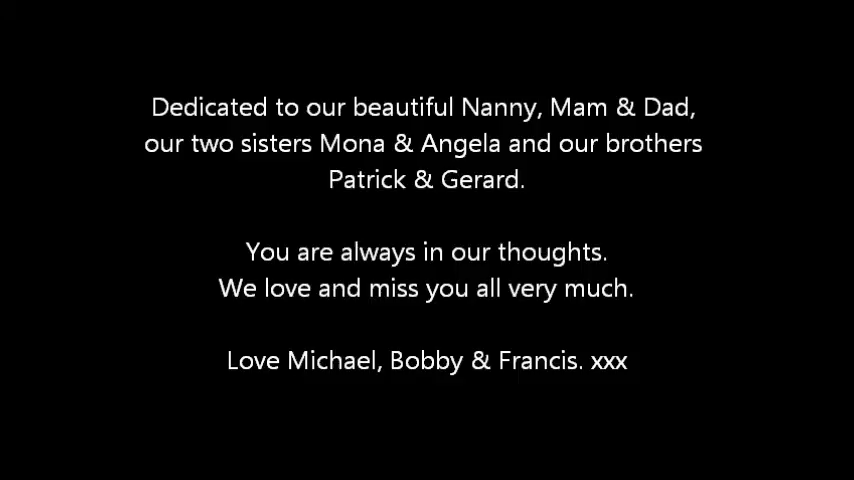 Dedicated to our beautiful Nanny, Mam & Dad,
our two sisters Mona & Angela and our brothers
Patrick & Gerard.
You are always in our thoughts.
We love and miss you all very much.
Love Michael, Bobby & Francis. xxx